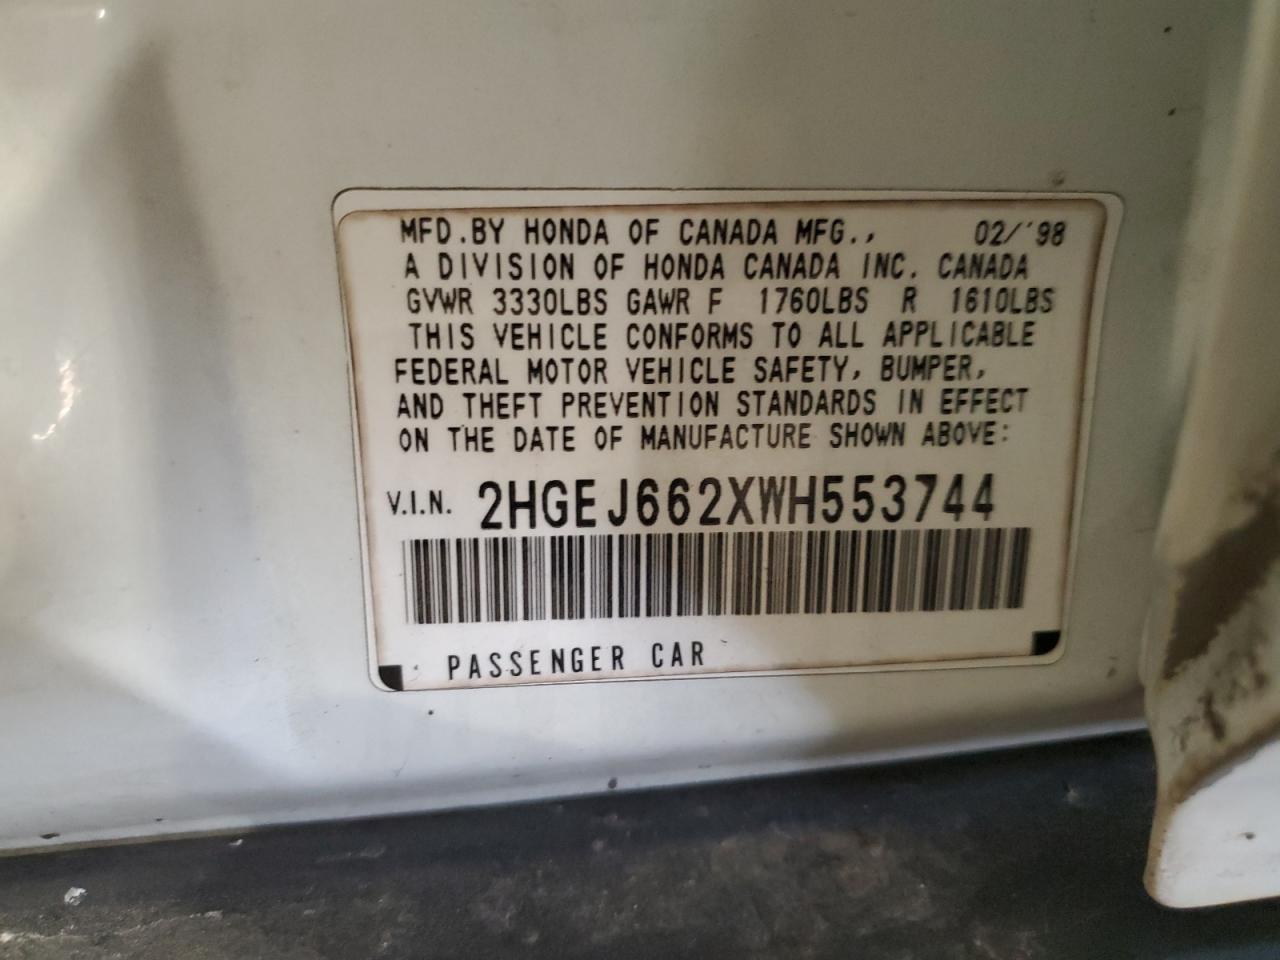 MFD.BY HONDA OF CANADA MFG., 02/'98
A DIVISION OF HONDA CANADA INC. CANADA
GVWR 3330LBS GAWR F 1760LBS R 1610LBS
THIS VEHICLE CONFORMS TO ALL APPLICABLE
FEDERAL MOTOR VEHICLE SAFETY, BUMPER,
AND THEFT PREVENTION STANDARDS IN EFFECT
ON THE DATE OF MANUFACTURE SHOWN ABOVE:
V.I.N. 2HGEJ662XWH553744
PASSENGER CAR